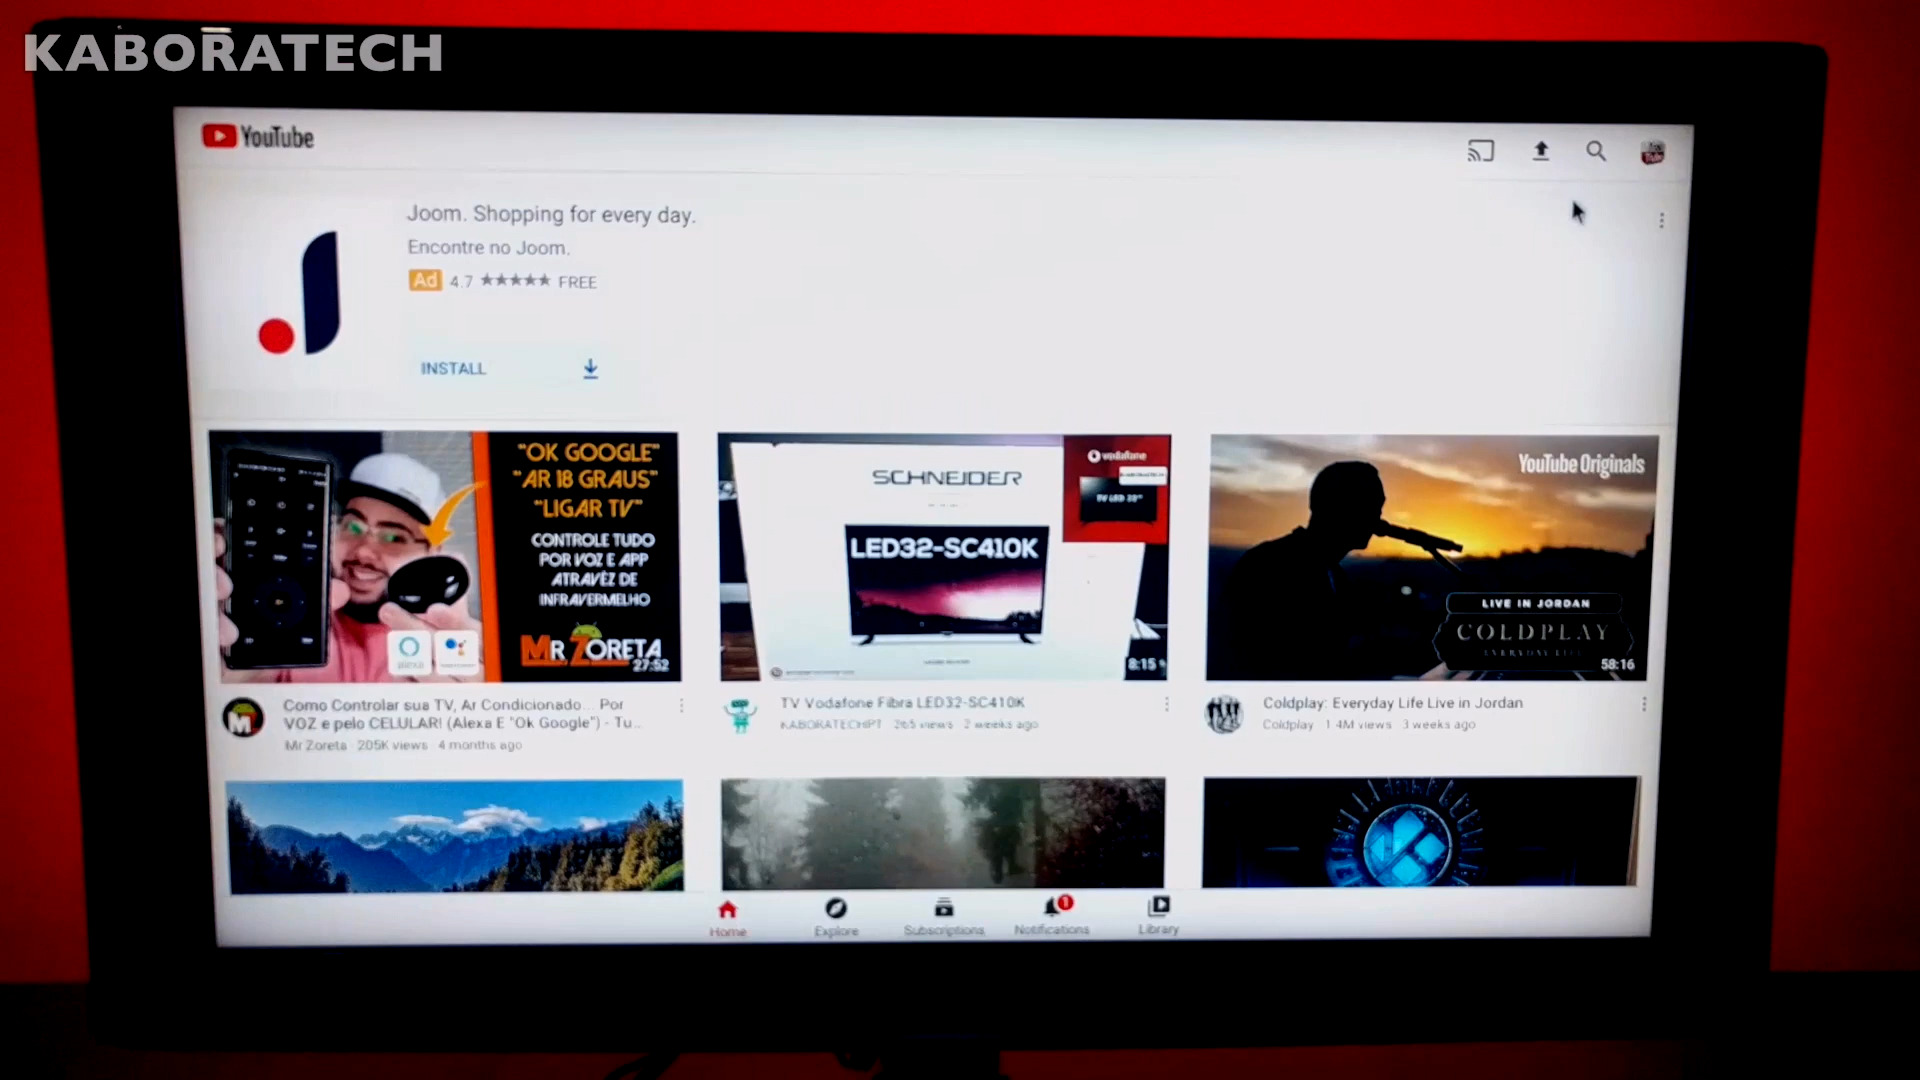 KABORATECH
YouTube
Joom. Shopping for every day.
Encontre no Joom.
Ad 4.7 ★★★★★ FREE
INSTALL
"OK GOOGLE"
"AR 18 GRAUS"
"LIGAR TV"
CONTROLE TUDO
POR VOZ E APP
ATRAVÉZ DE
INFRAVERMELHO
MR ZORETA
27:52
Como Controlar sua TV, Ar Condicionado... Por
VOZ e pelo CELULAR! (Alexa E "Ok Google") - Tu...
Mr Zoreta 205K views 4 months ago
SCHNEIDER
LED32-SC410K
vodafone
8:15
TV Vodafone Fibra LED32-SC410K
KABORATECHPT 265 views 2 weeks ago
YouTube Originals
LIVE IN JORDAN
COLDPLAY
EVERYDAY LIFE
58:16
Coldplay: Everyday Life Live in Jordan
Coldplay 1.4M views 3 weeks ago
Home
Explore
Subscriptions
1
Notifications
Library